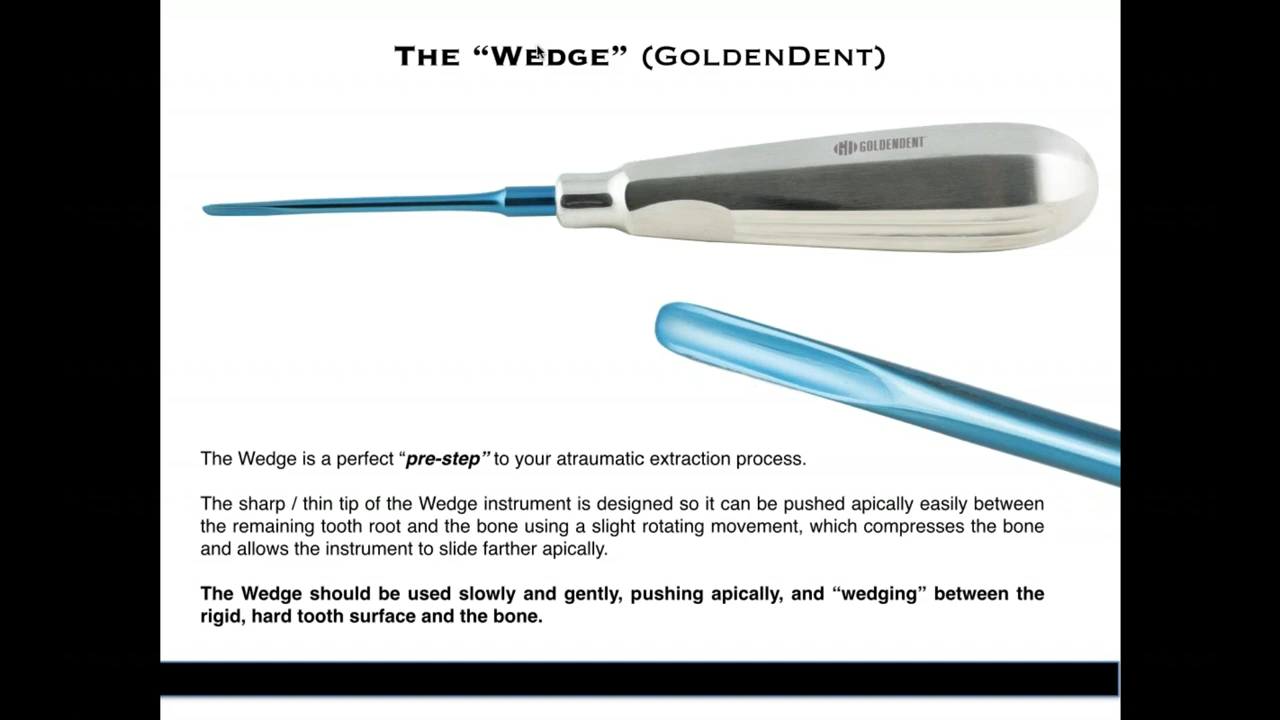 THE “WEDGE” (GOLDENDENT)
GD GOLDENDENT
The Wedge is a perfect “pre-step” to your atraumatic extraction process.
The sharp / thin tip of the Wedge instrument is designed so it can be pushed apically easily between
the remaining tooth root and the bone using a slight rotating movement, which compresses the bone
and allows the instrument to slide farther apically.
The Wedge should be used slowly and gently, pushing apically, and “wedging” between the
rigid, hard tooth surface and the bone.